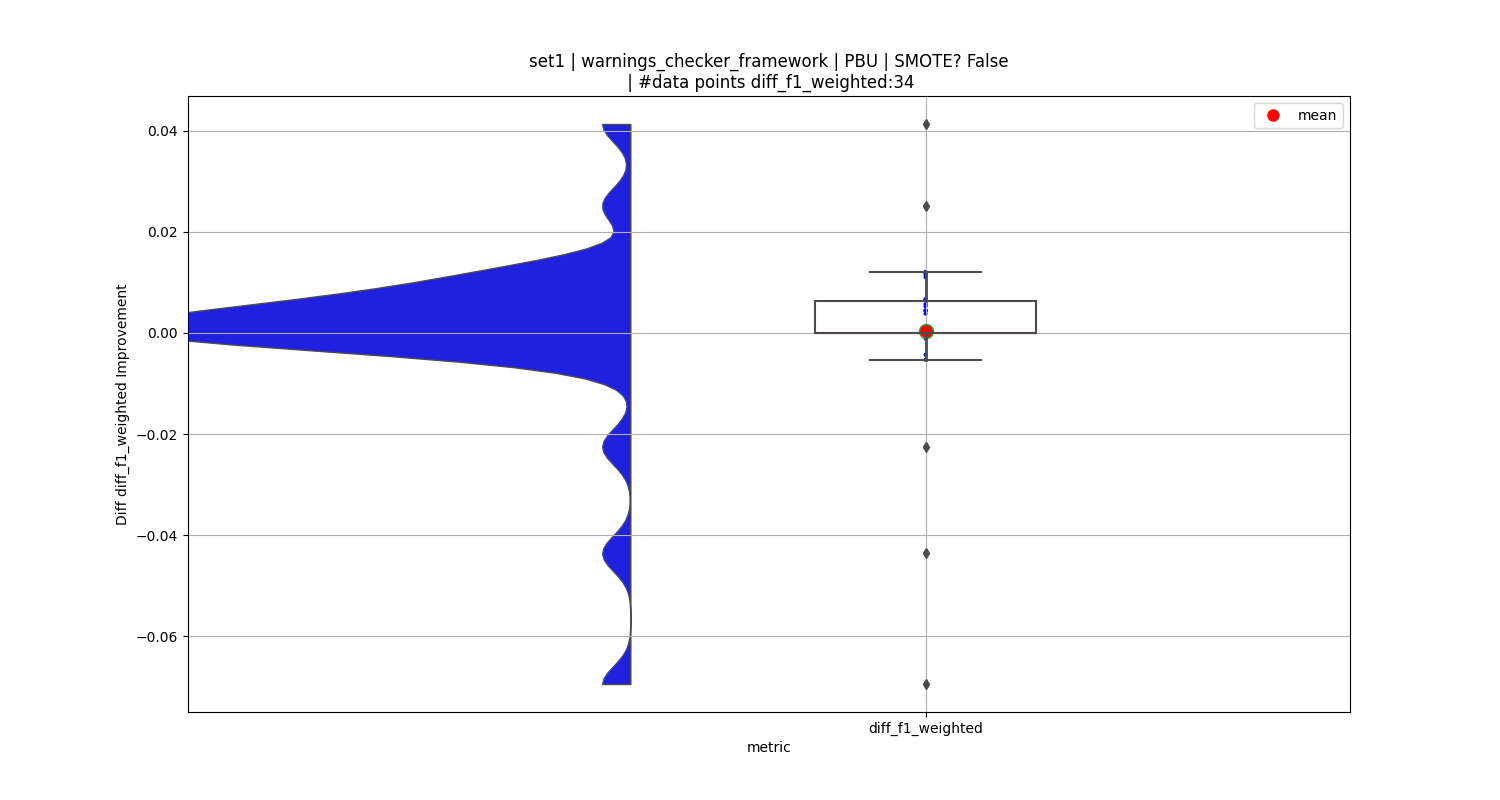 set1 | warnings_checker_framework | PBU | SMOTE? False
| #data points diff_f1_weighted:34
mean
0.04
0.02
0.00
−0.02
−0.04
−0.06
Diff diff_f1_weighted Improvement
diff_f1_weighted
metric